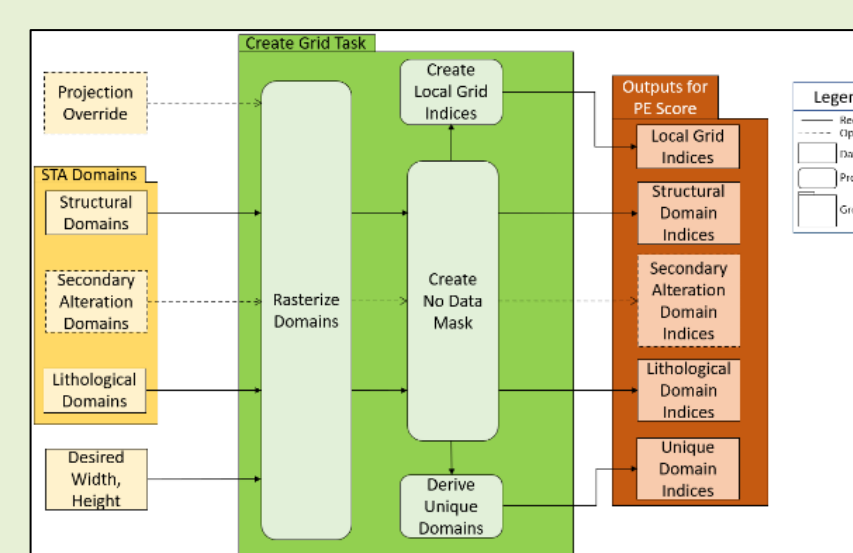 Create Grid Task
Projection
Override
STA Domains
Structural
Domains
Secondary
Alteration
Domains
Lithological
Domains
Desired
Width,
Height
Rasterize
Domains
Create
Local Grid
Indices
Create
No Data
Mask
Derive
Unique
Domains
Outputs for
PE Score
Local Grid
Indices
Structural
Domain
Indices
Secondary
Alteration
Domain
Indices
Lithological
Domain
Indices
Unique
Domain
Indices